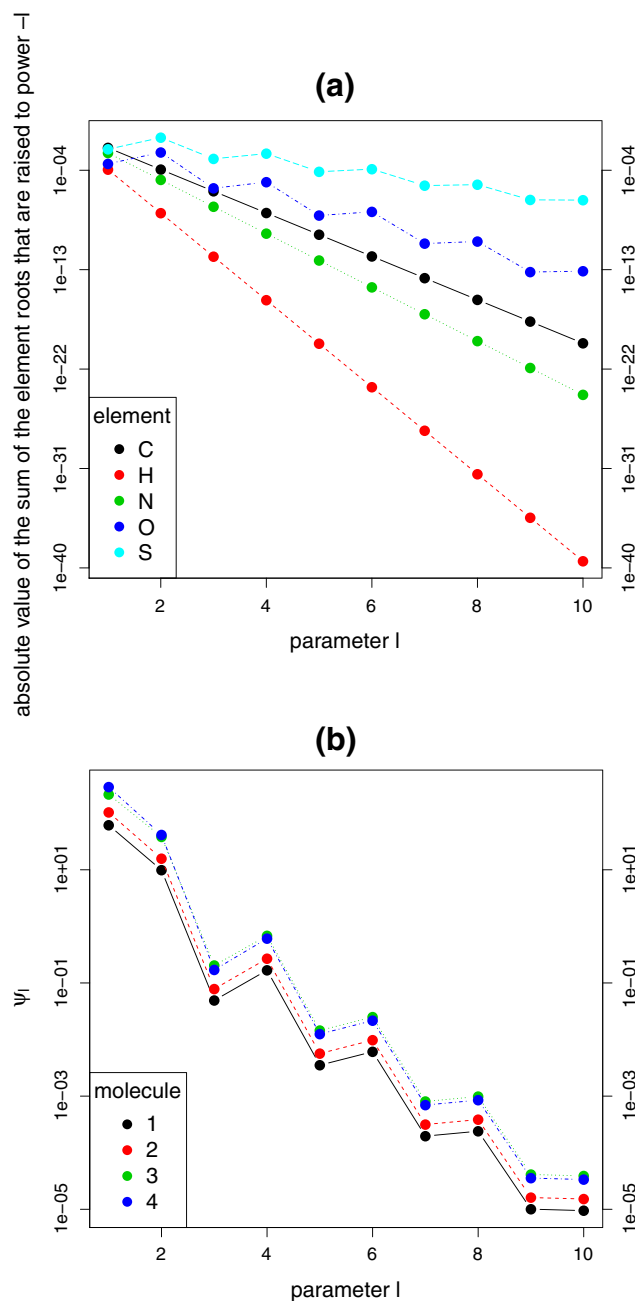 (a)
absolute value of the sum of the element roots that are raised to power −l
1e−04
1e−13
1e−22
1e−31
1e−40
1e−04
1e−13
1e−22
1e−31
1e−40
element
C
H
N
O
S
2 4 6 8 10
parameter l
(b)
ψl
1e+01
1e−01
1e−03
1e−05
1e+01
1e−01
1e−03
1e−05
molecule
1
2
3
4
2 4 6 8 10
parameter l